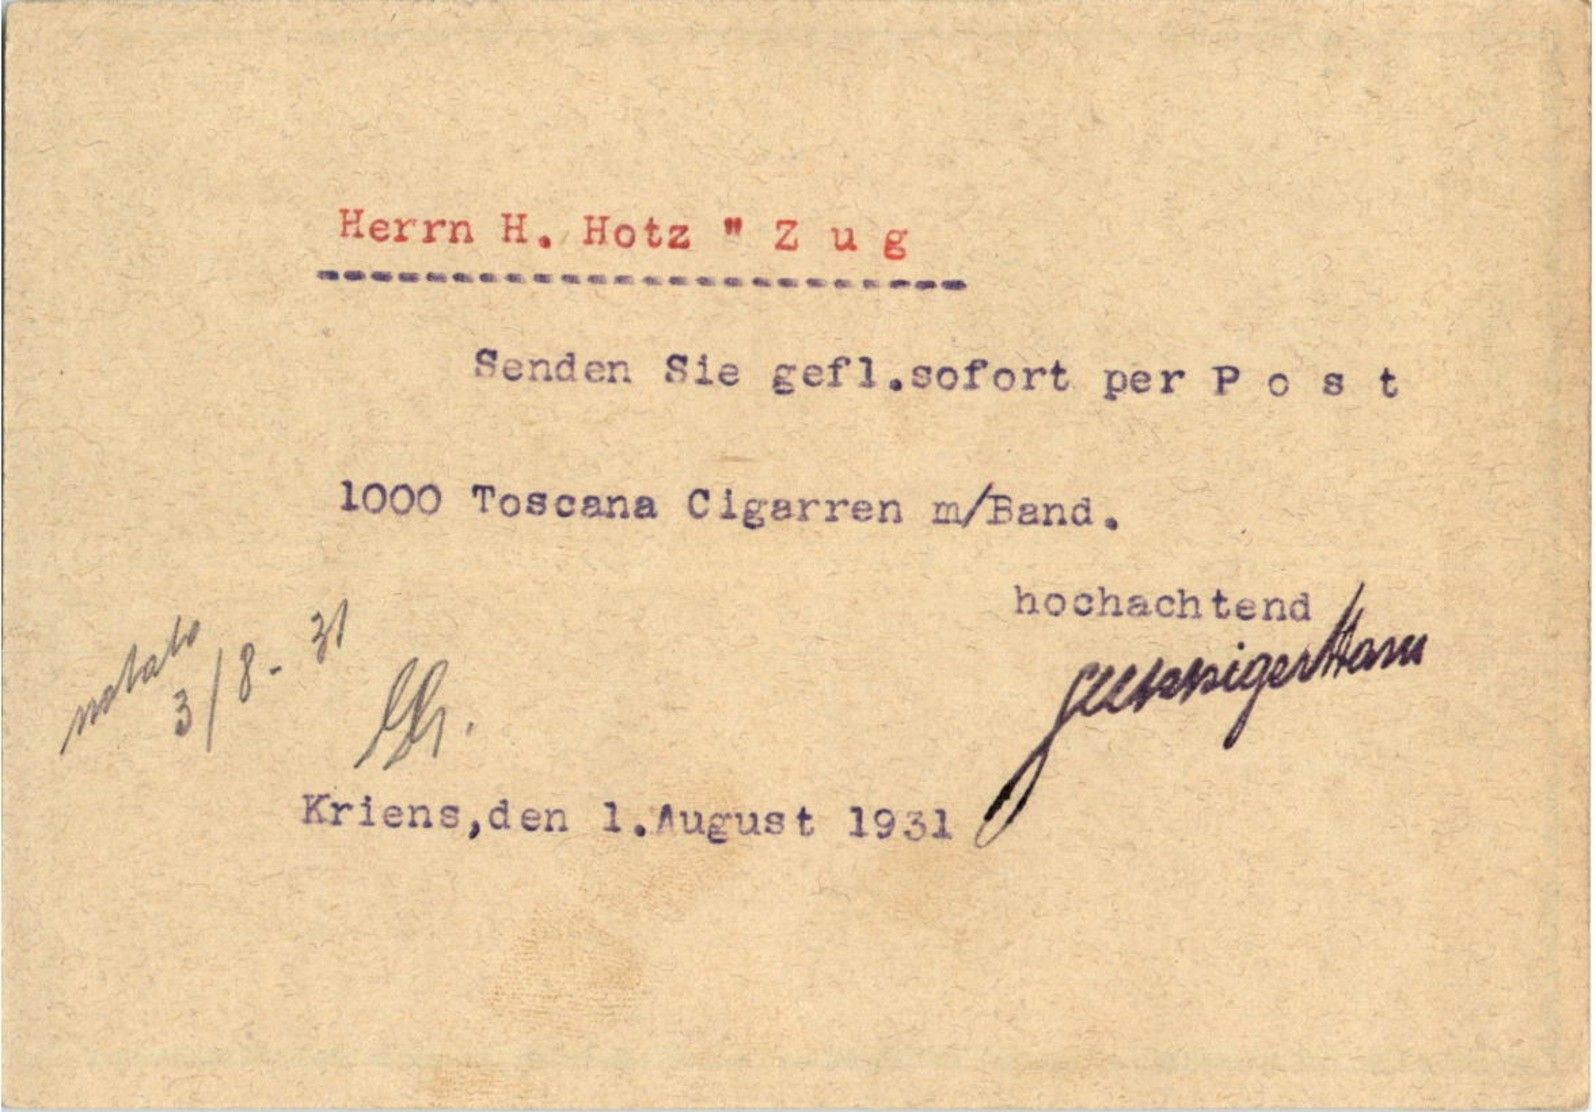 Herrn H. Hotz " Z u g
------------------------
Senden Sie gefl.sofort per P o s t
1000 Toscana Cigarren m/Band.
hochachtend
notato
3/8-31
Kriens,den 1.August 1931